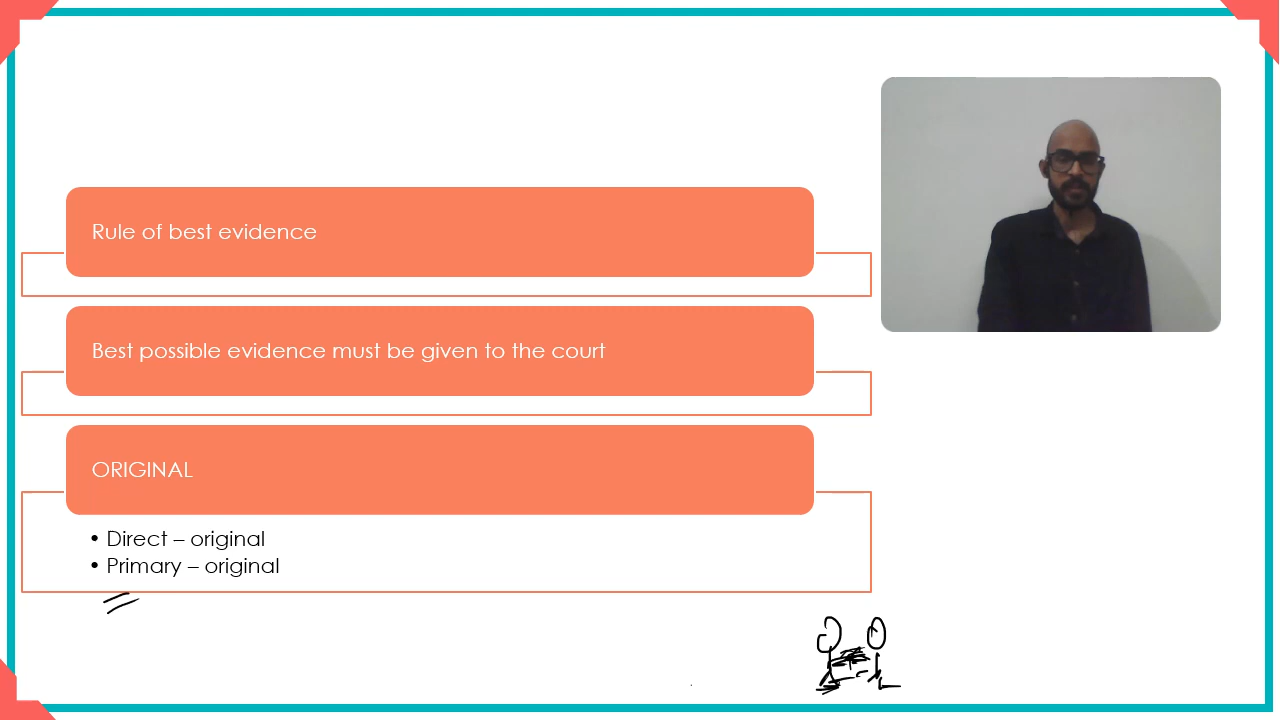 Rule of best evidence
Best possible evidence must be given to the court
ORIGINAL
• Direct – original
• Primary – original